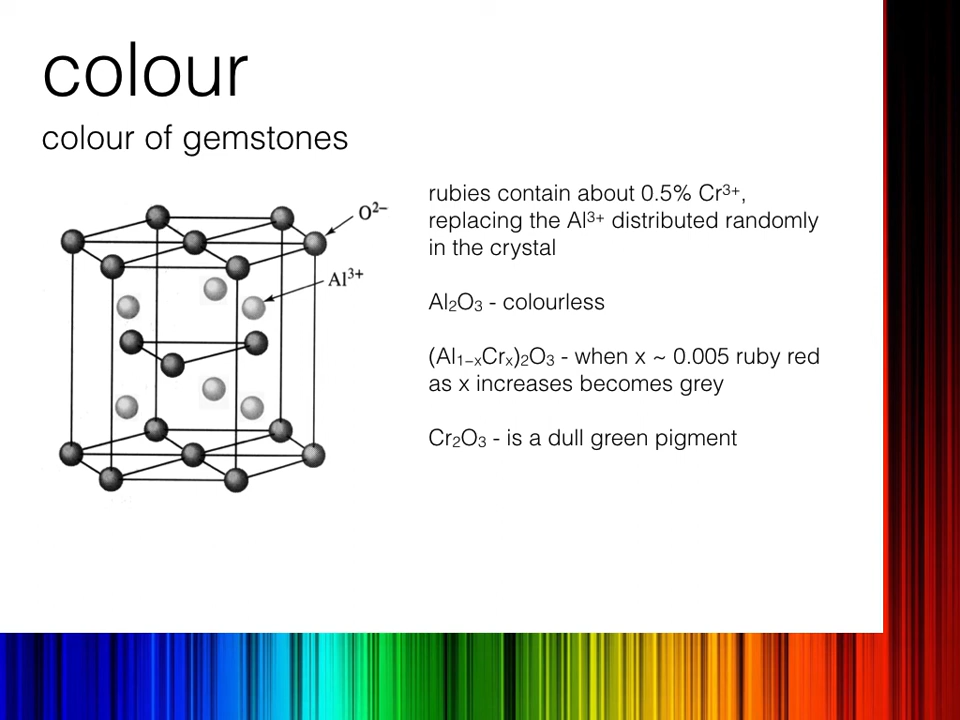 colour
colour of gemstones
O²⁻
Al³⁺
rubies contain about 0.5% Cr³⁺,
replacing the Al³⁺ distributed randomly
in the crystal
Al₂O₃ - colourless
(Al₁₋ₓCrₓ)₂O₃ - when x ~ 0.005 ruby red
as x increases becomes grey
Cr₂O₃ - is a dull green pigment